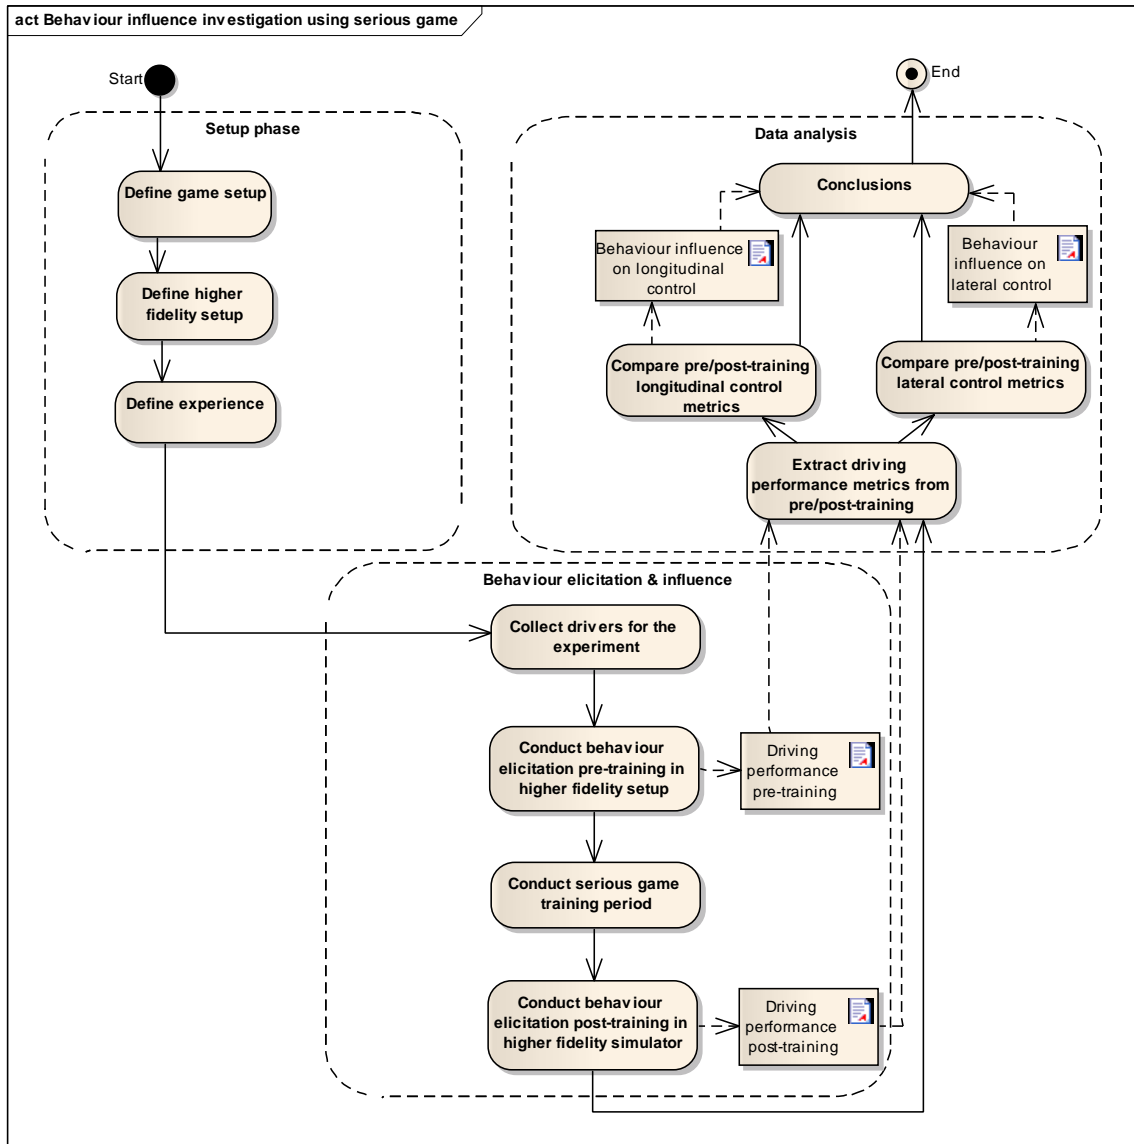 act Behaviour influence investigation using serious game
Start
End
Setup phase
Define game setup
Define higher
fidelity setup
Define experience
Data analysis
Conclusions
Behaviour influence
on longitudinal
control
Behaviour
influence on
lateral control
Compare pre/post-training
longitudinal control
metrics
Compare pre/post-training
lateral control metrics
Extract driving
performance metrics from
pre/post-training
Behaviour elicitation & influence
Collect drivers for the
experiment
Conduct behaviour
elicitation pre-training in
higher fidelity setup
Driving
performance
pre-training
Conduct serious game
training period
Conduct behaviour
elicitation post-training in
higher fidelity simulator
Driving
performance
post-training